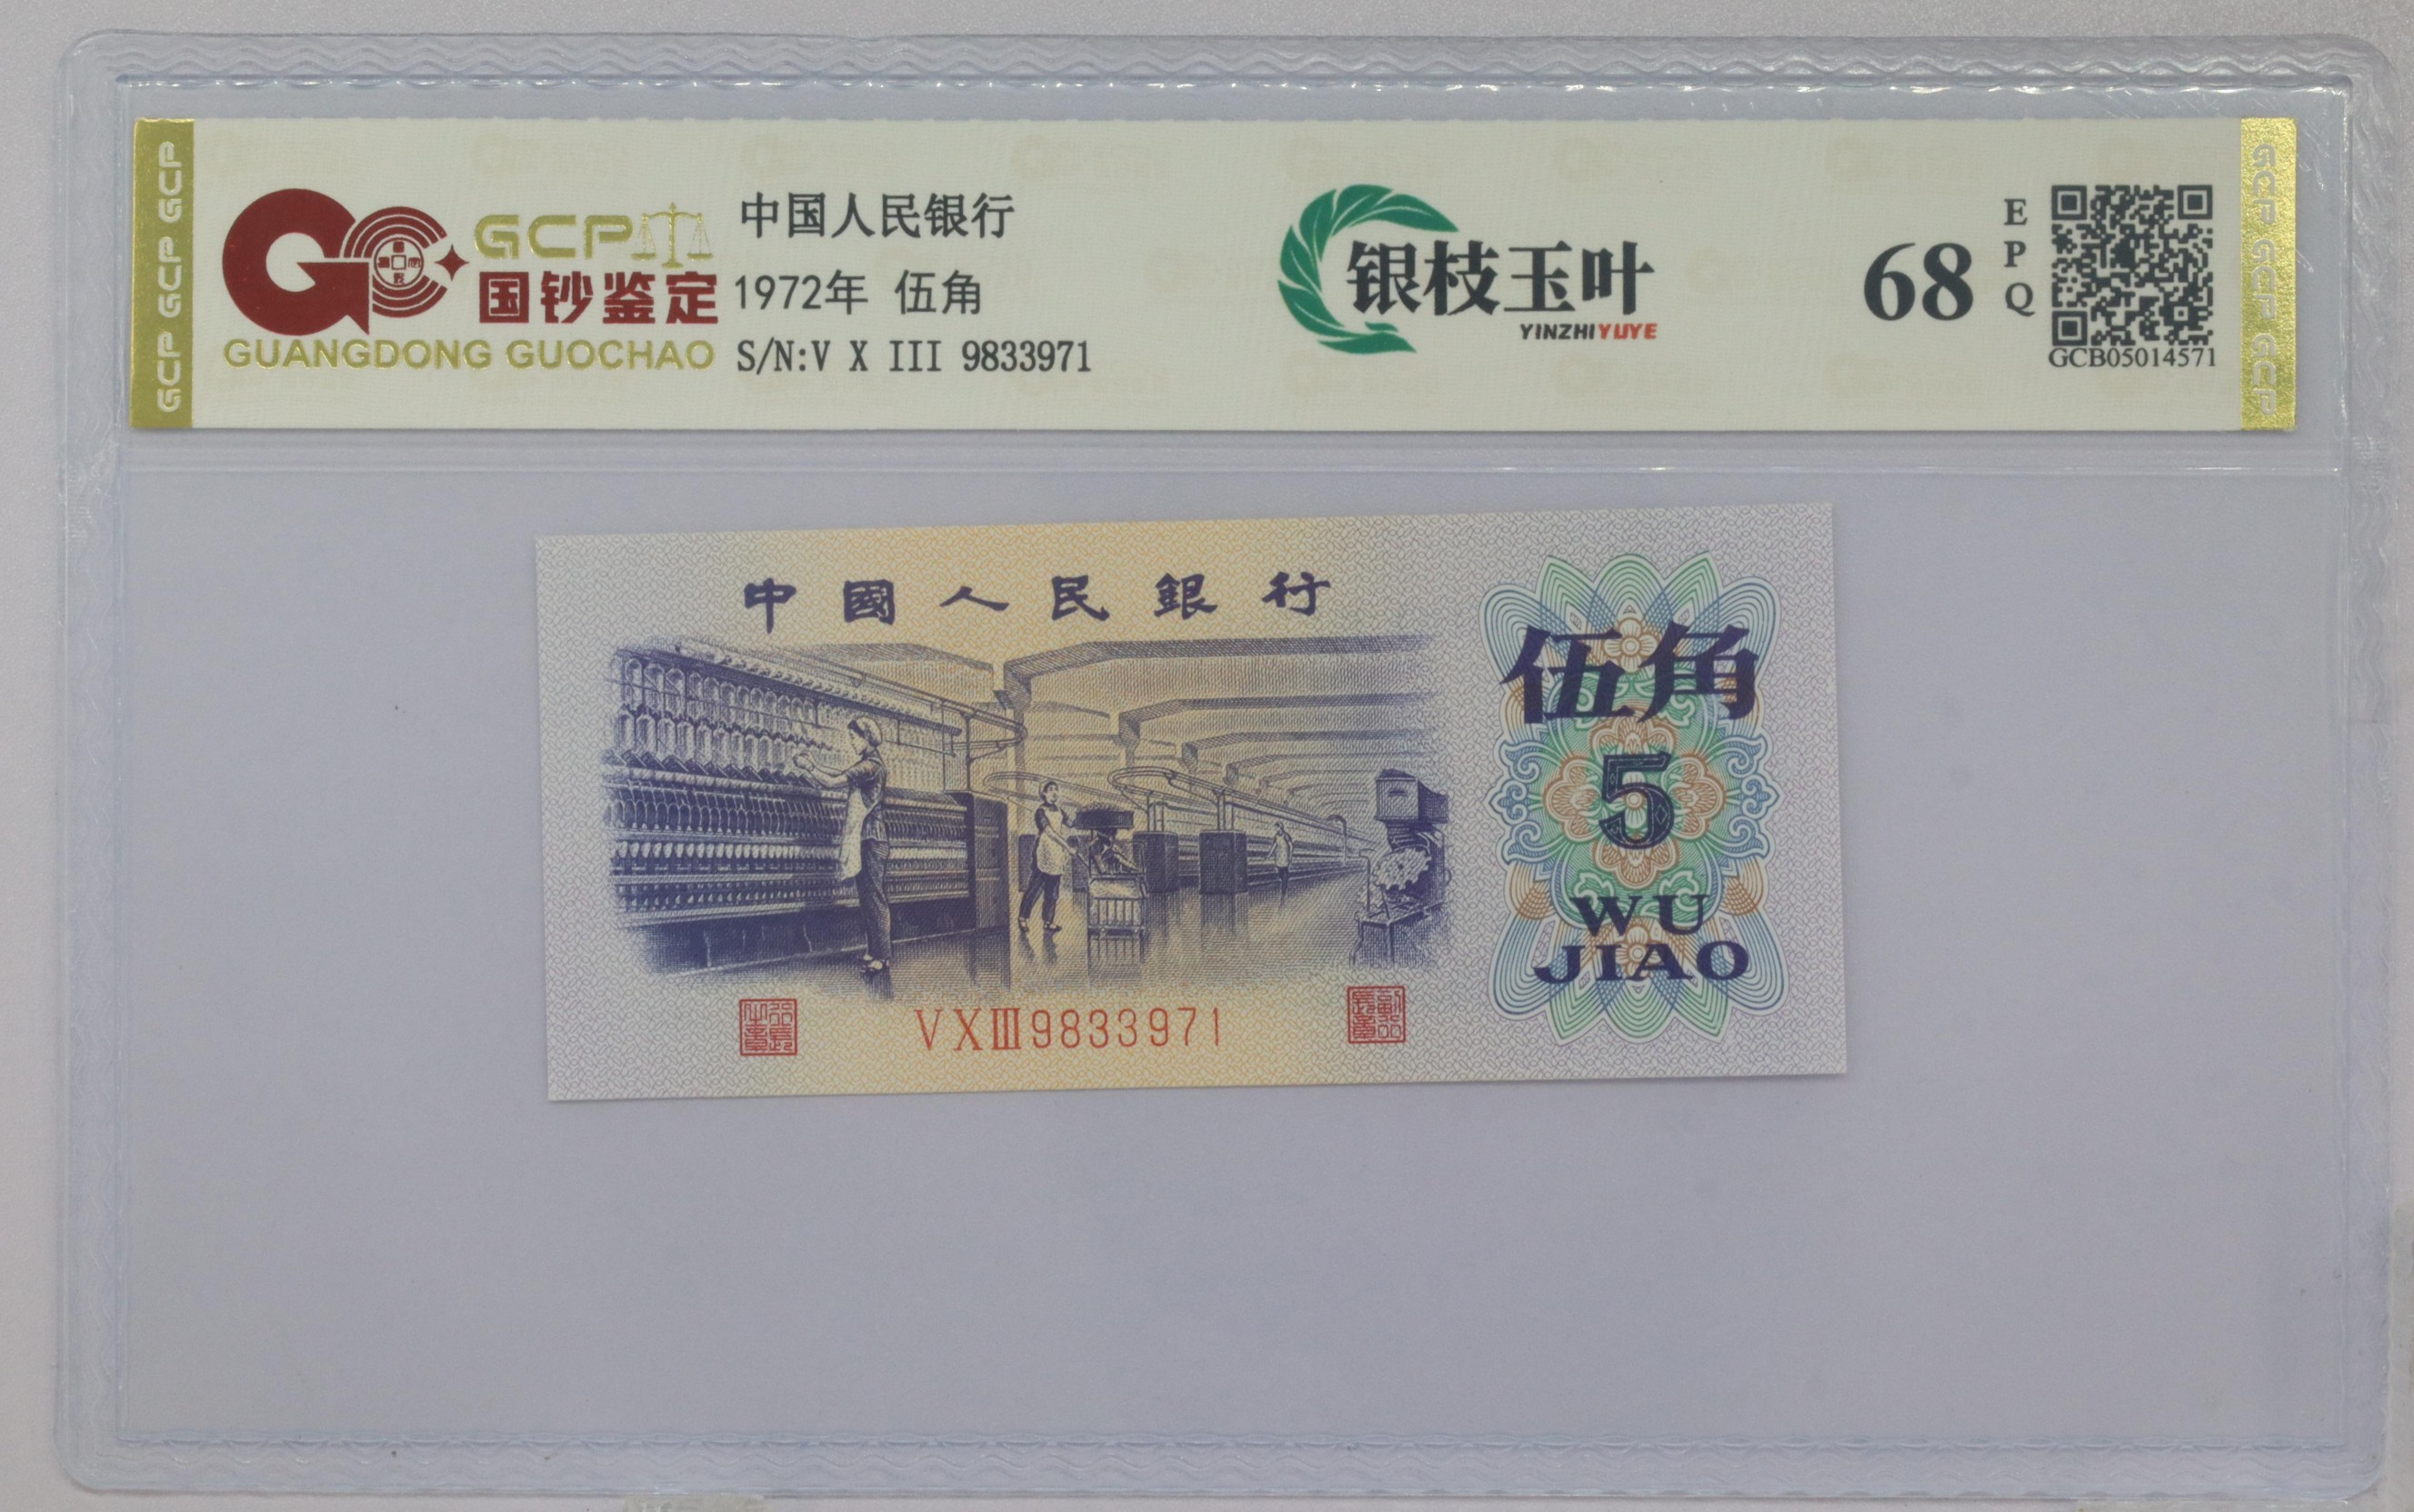 GCP GCP GCP
GCP
国钞鉴定
GUANGDONG GUOCHAO
中国人民银行
1972年 伍角
S/N:V X III 9833971
银枝玉叶
YINZHIYUYE
68
EPQ
GCB05014571
GCP GCP GCP
中國人民銀行
伍角
5
WU
JIAO
VXⅢ9833971